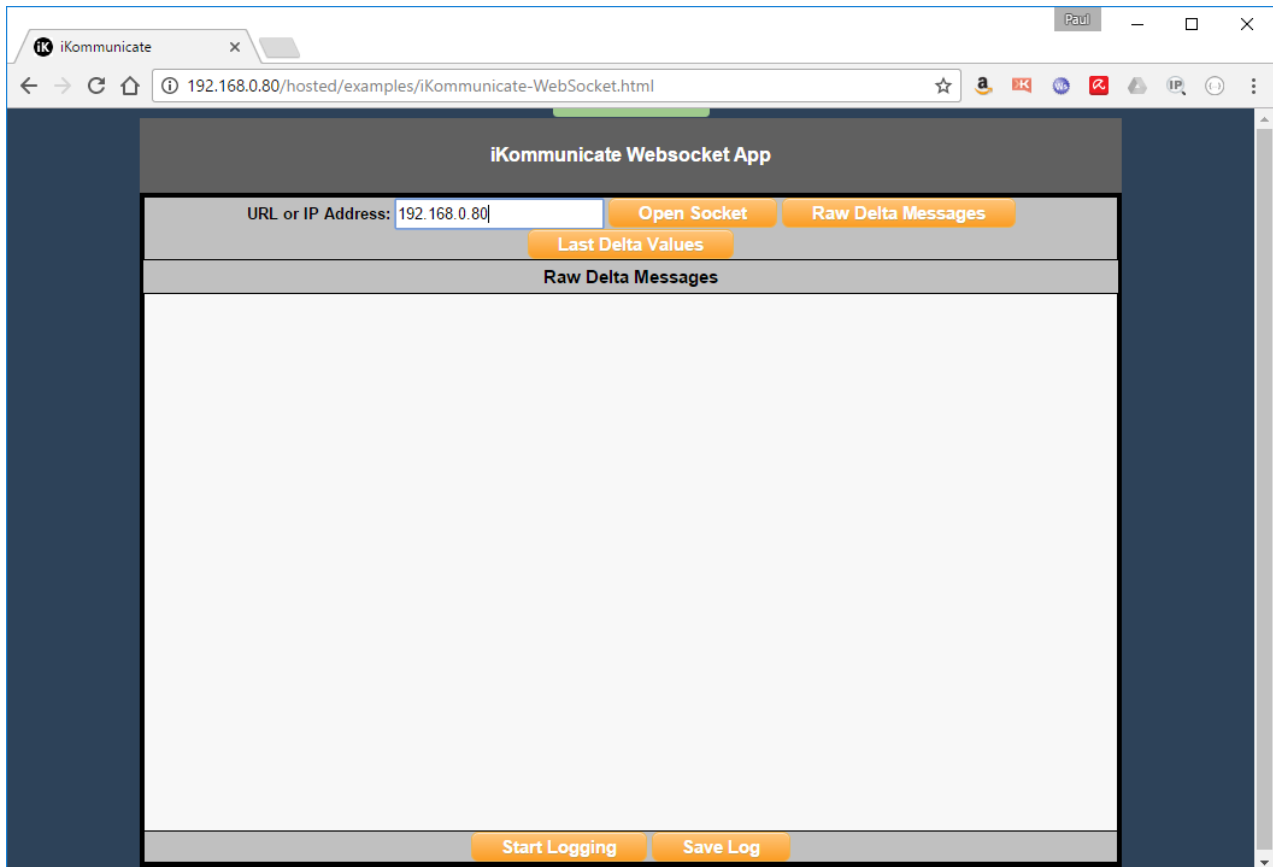 Paul
iK iKommunicate
192.168.0.80/hosted/examples/iKommunicate-WebSocket.html
iKommunicate Websocket App
URL or IP Address: 192.168.0.80 Open Socket Raw Delta Messages
Last Delta Values
Raw Delta Messages
Start Logging Save Log